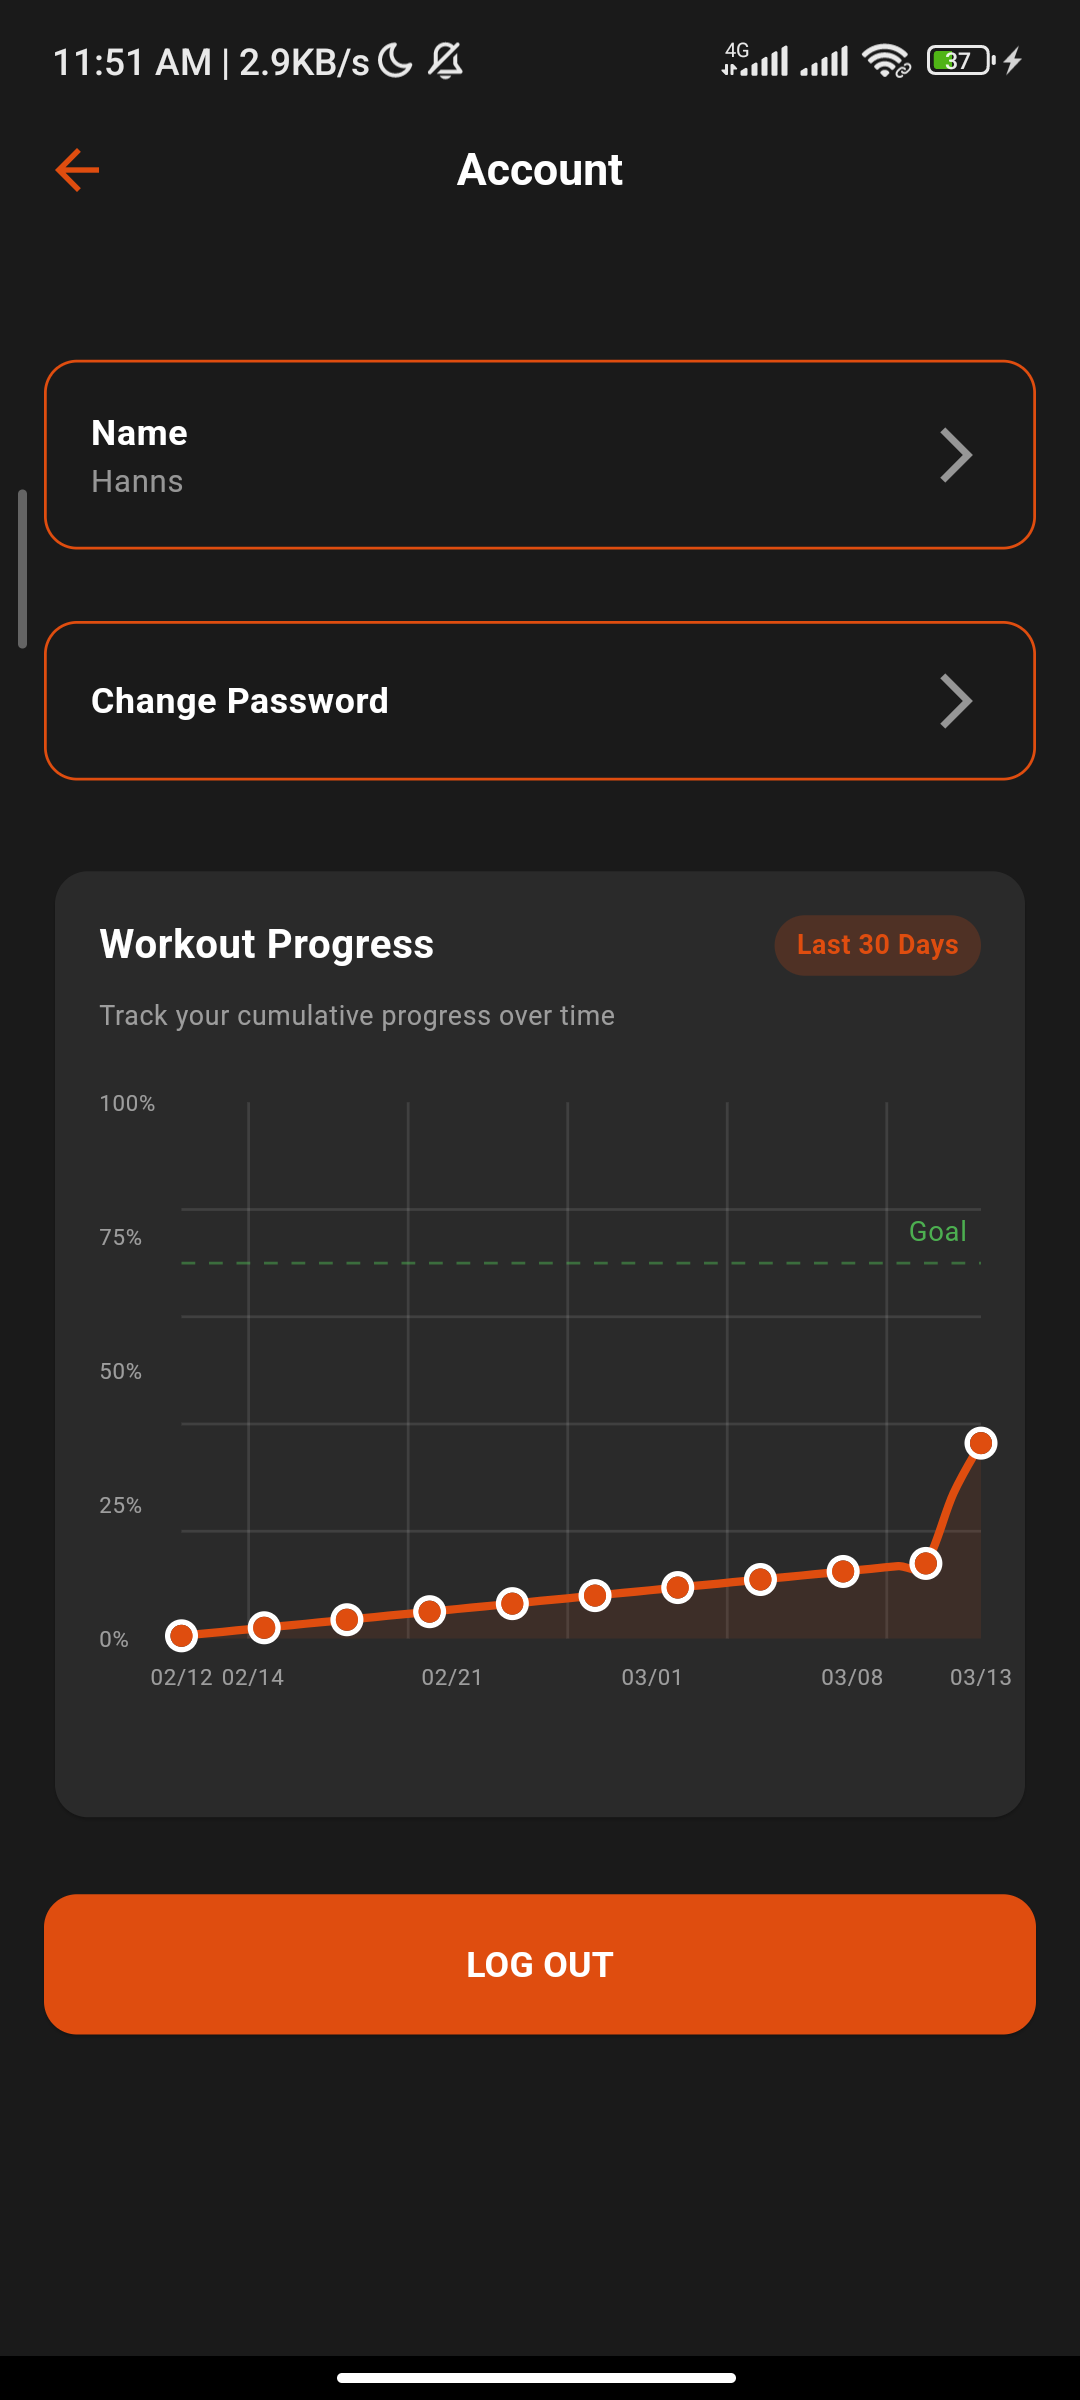 11:51 AM | 2.9KB/s
4G
37
Account
Name
Hanns
Change Password
Workout Progress
Last 30 Days
Track your cumulative progress over time
100%
75%
Goal
50%
25%
0%
02/12 02/14 02/21 03/01 03/08 03/13
LOG OUT